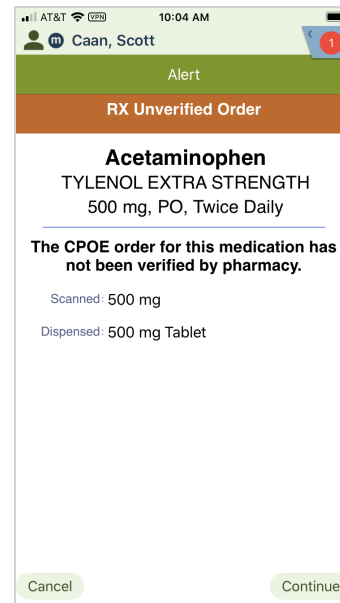 AT&T VPN 10:04 AM
m Caan, Scott
1
Alert
RX Unverified Order
Acetaminophen
TYLENOL EXTRA STRENGTH
500 mg, PO, Twice Daily
The CPOE order for this medication has
not been verified by pharmacy.
Scanned: 500 mg
Dispensed: 500 mg Tablet
Cancel Continue